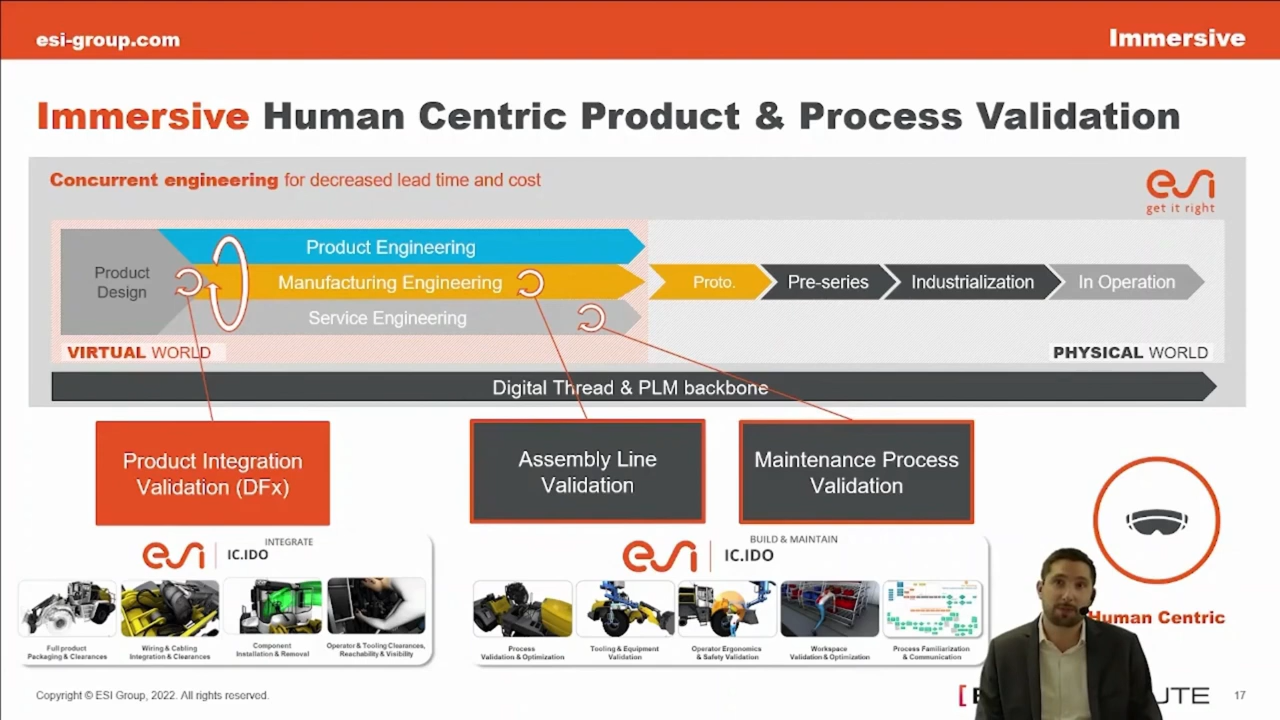 esi-group.com
Immersive
Immersive Human Centric Product & Process Validation
Concurrent engineering for decreased lead time and cost
esi
get it right
Product
Design
Product Engineering
Manufacturing Engineering
Service Engineering
Proto.
Pre-series
Industrialization
In Operation
VIRTUAL WORLD
PHYSICAL WORLD
Digital Thread & PLM backbone
Product Integration
Validation (DFx)
Assembly Line
Validation
Maintenance Process
Validation
esi
INTEGRATE
IC.IDO
Full product
Packaging & Clearances
Wiring & Cabling
Integration & Clearances
Component
Installation & Removal
Operator & Tooling Clearances,
Reachability & Visibility
esi
BUILD & MAINTAIN
IC.IDO
Process
Validation & Optimization
Tooling & Equipment
Validation
Operator Ergonomics
& Safety Validation
Workspace
Validation & Optimization
Process Familiarization
& Communication
Human Centric
Copyright © ESI Group, 2022. All rights reserved.
17